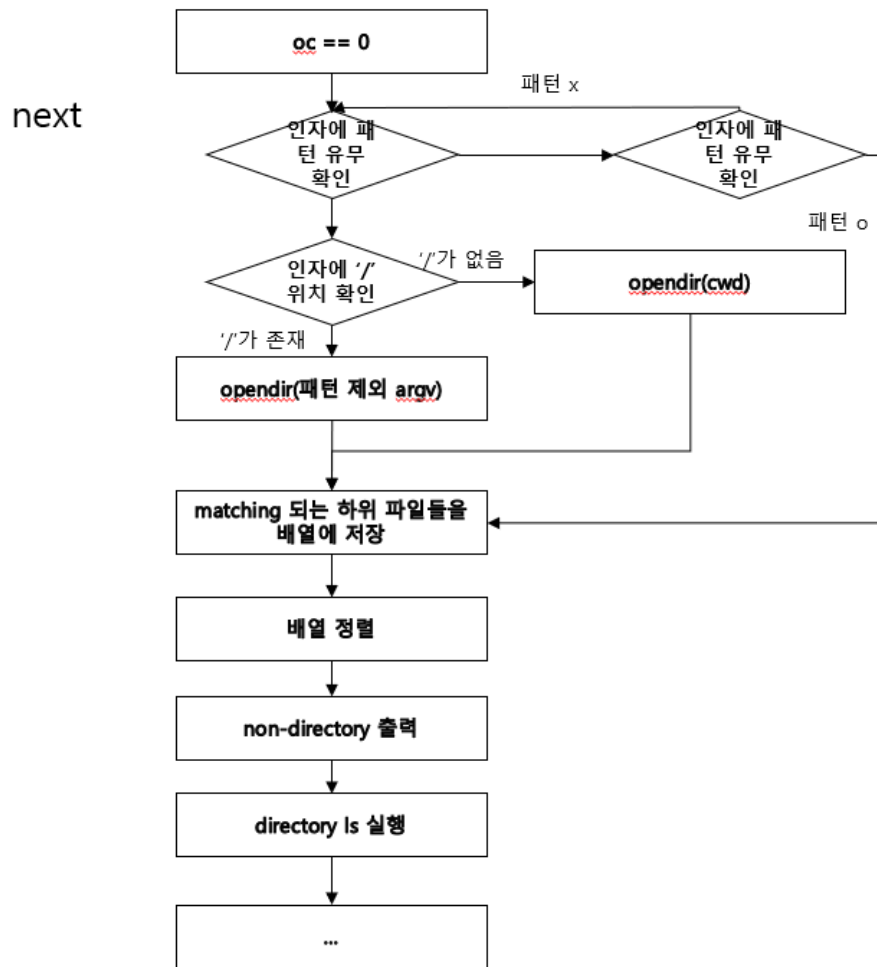 oc == 0
패턴 x
next
인자에 패
턴 유무
확인
인자에 패
턴 유무
확인
패턴 o
인자에 ‘/’
위치 확인
‘/’가 없음
opendir(cwd)
‘/’가 존재
opendir(패턴 제외 argv)
matching 되는 하위 파일들을
배열에 저장
배열 정렬
non-directory 출력
directory ls 실행
...